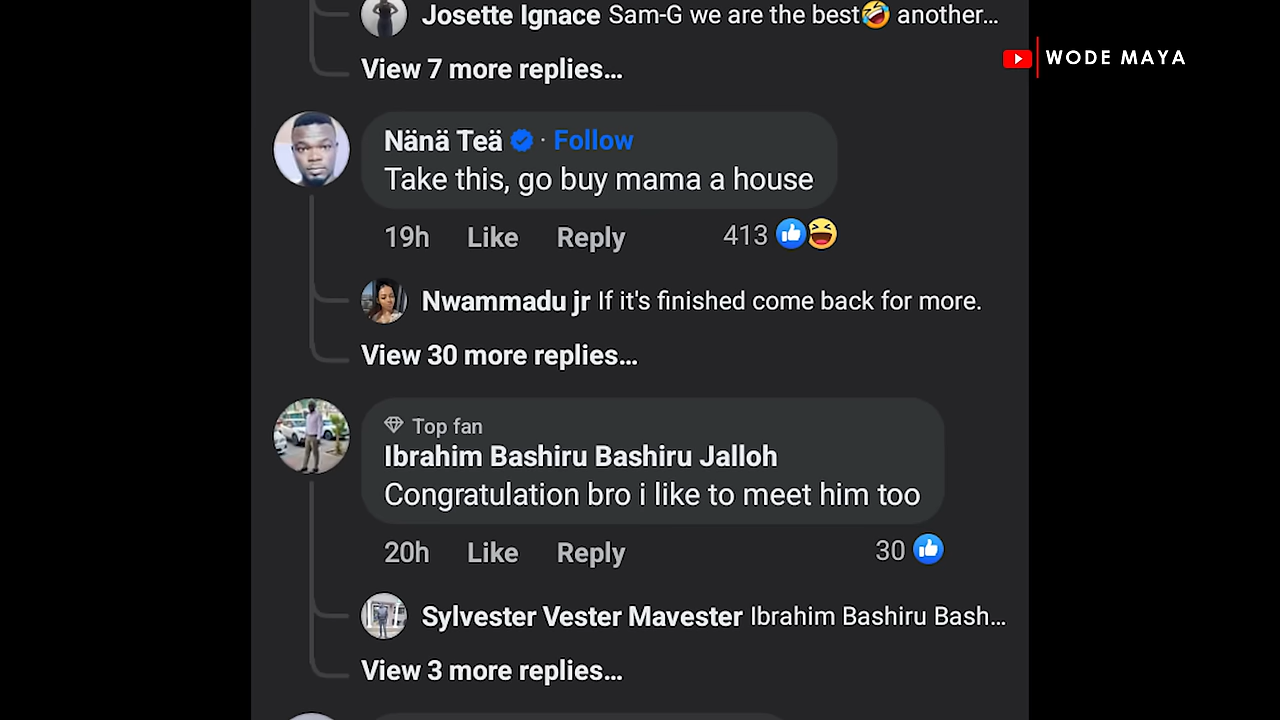 Josette Ignace Sam-G we are the best🤣 another...
View 7 more replies...
WODE MAYA
Nänä Teä · Follow
Take this, go buy mama a house
19h Like Reply 413
Nwammadu jr If it's finished come back for more.
View 30 more replies...
Top fan
Ibrahim Bashiru Bashiru Jalloh
Congratulation bro i like to meet him too
20h Like Reply 30
Sylvester Vester Mavester Ibrahim Bashiru Bash...
View 3 more replies...